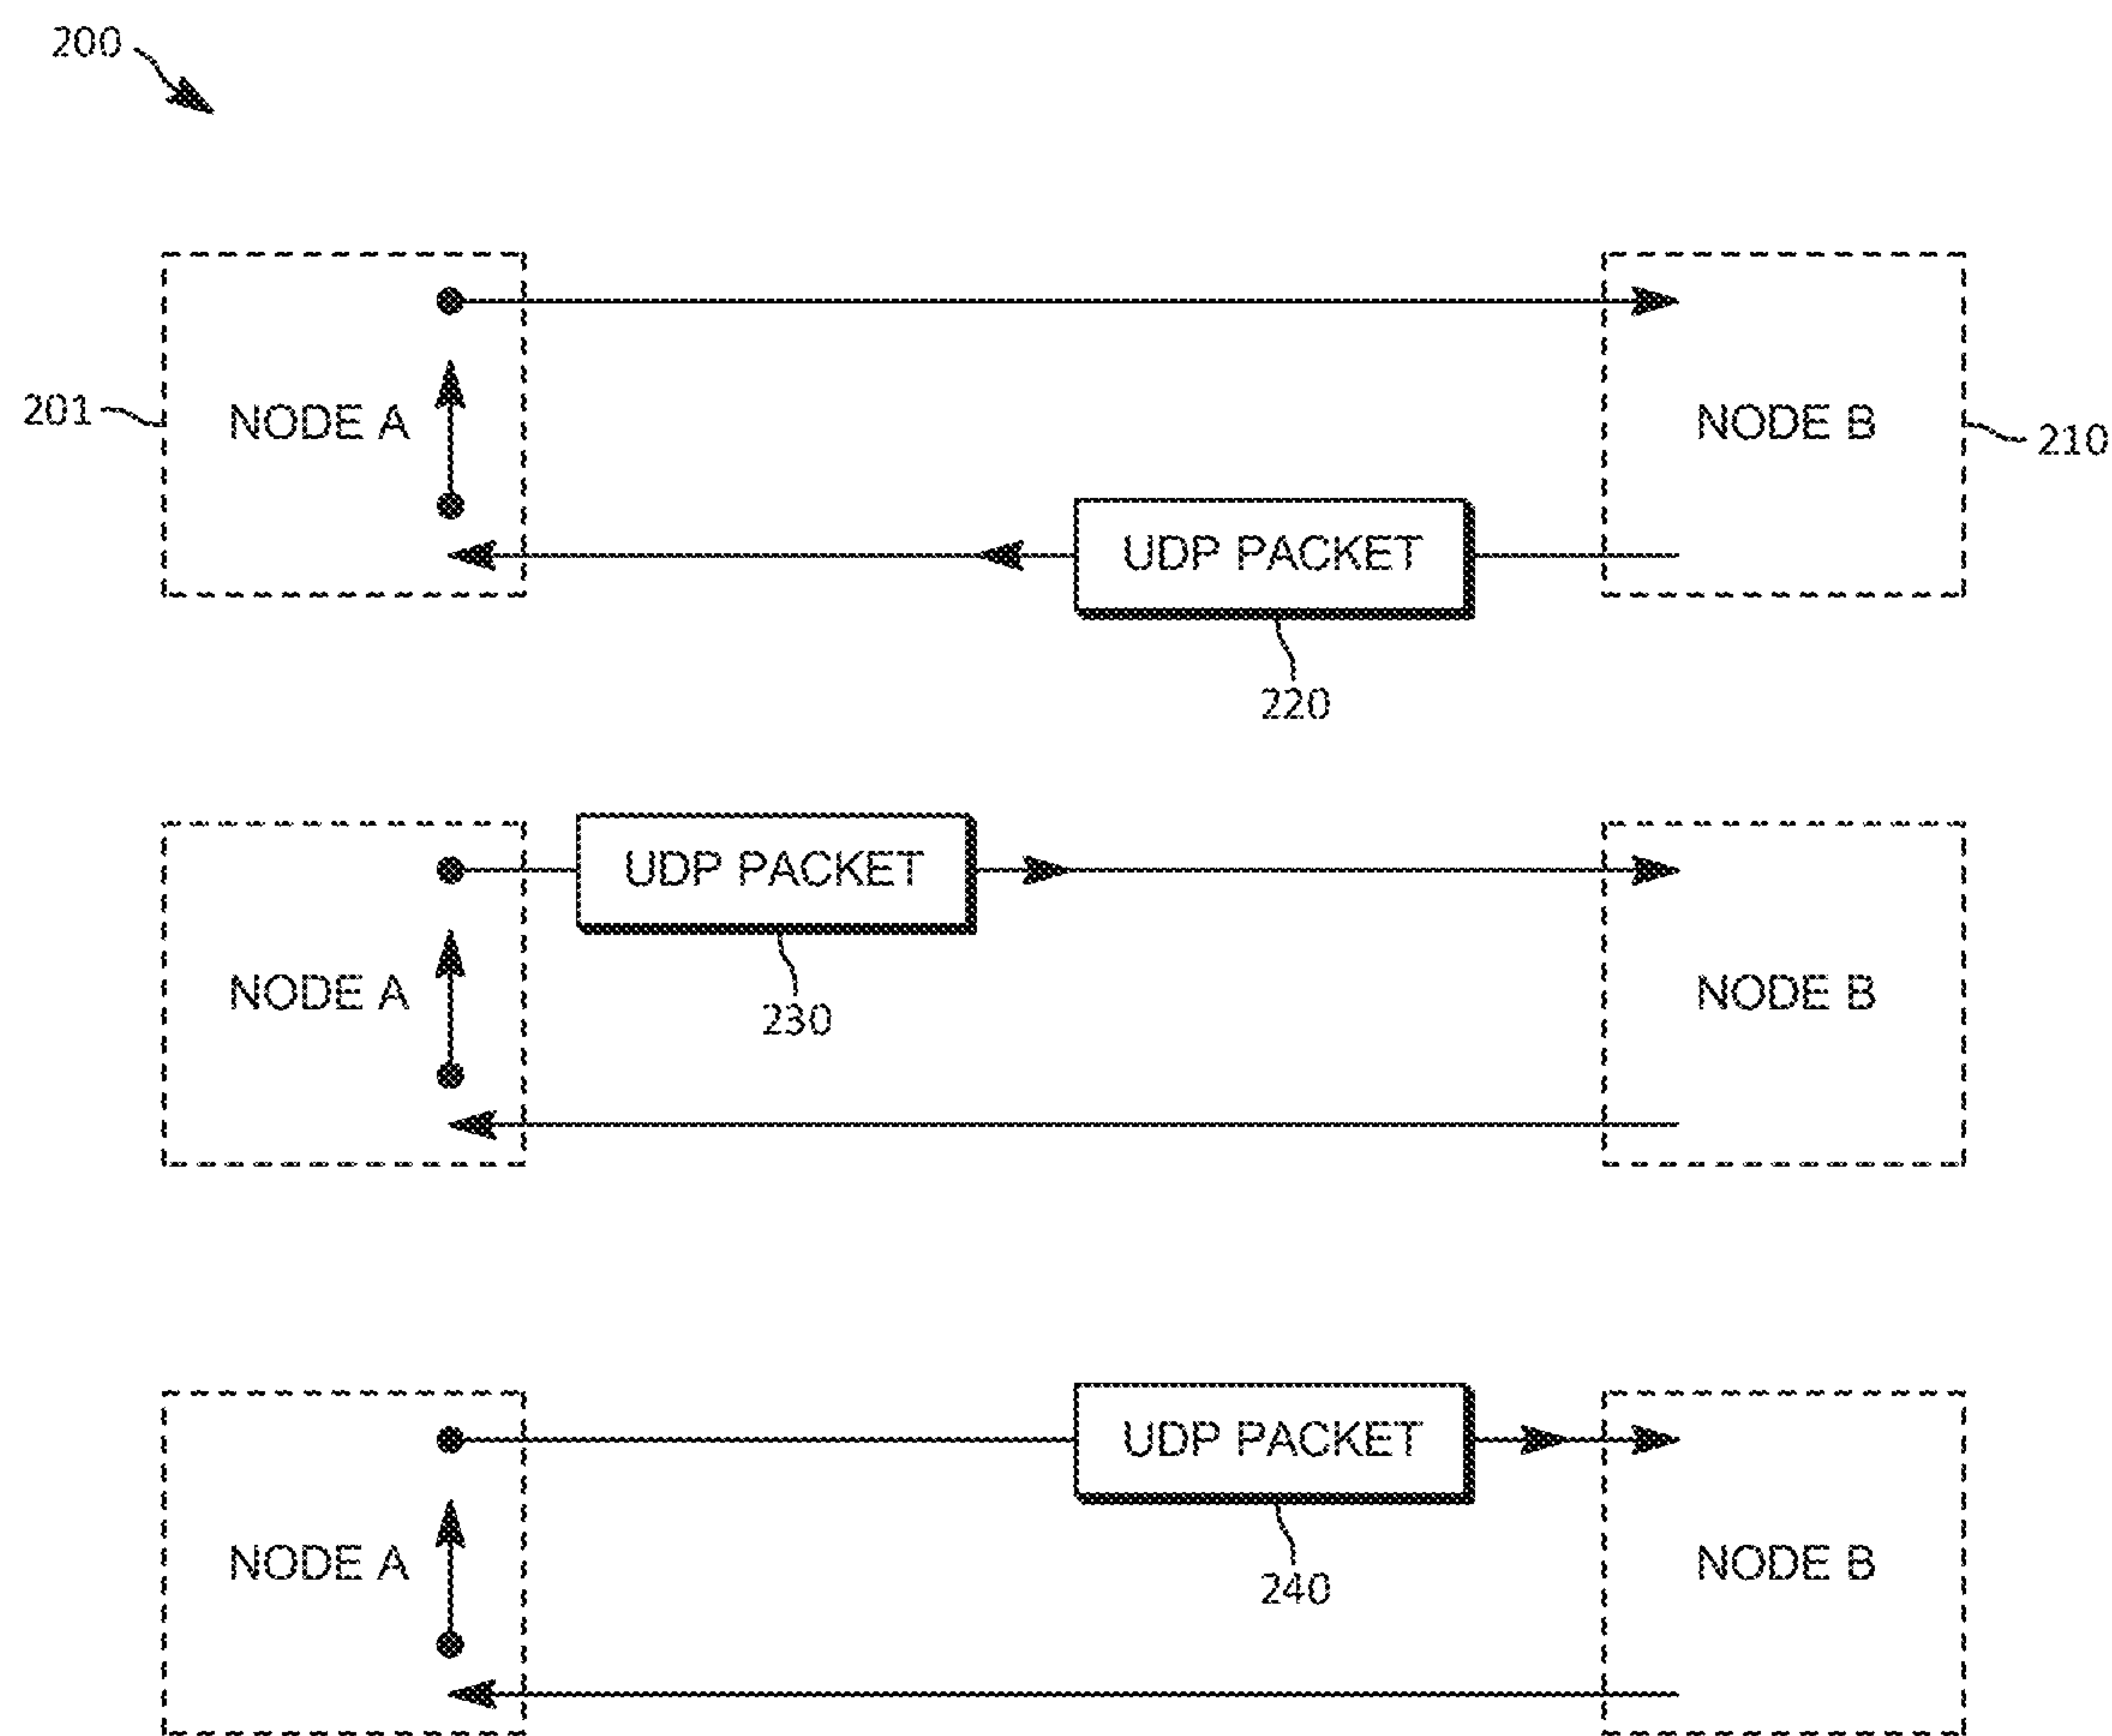 200
201
NODE A
NODE B
210
UDP PACKET
220
UDP PACKET
NODE A
NODE B
230
UDP PACKET
NODE A
NODE B
240